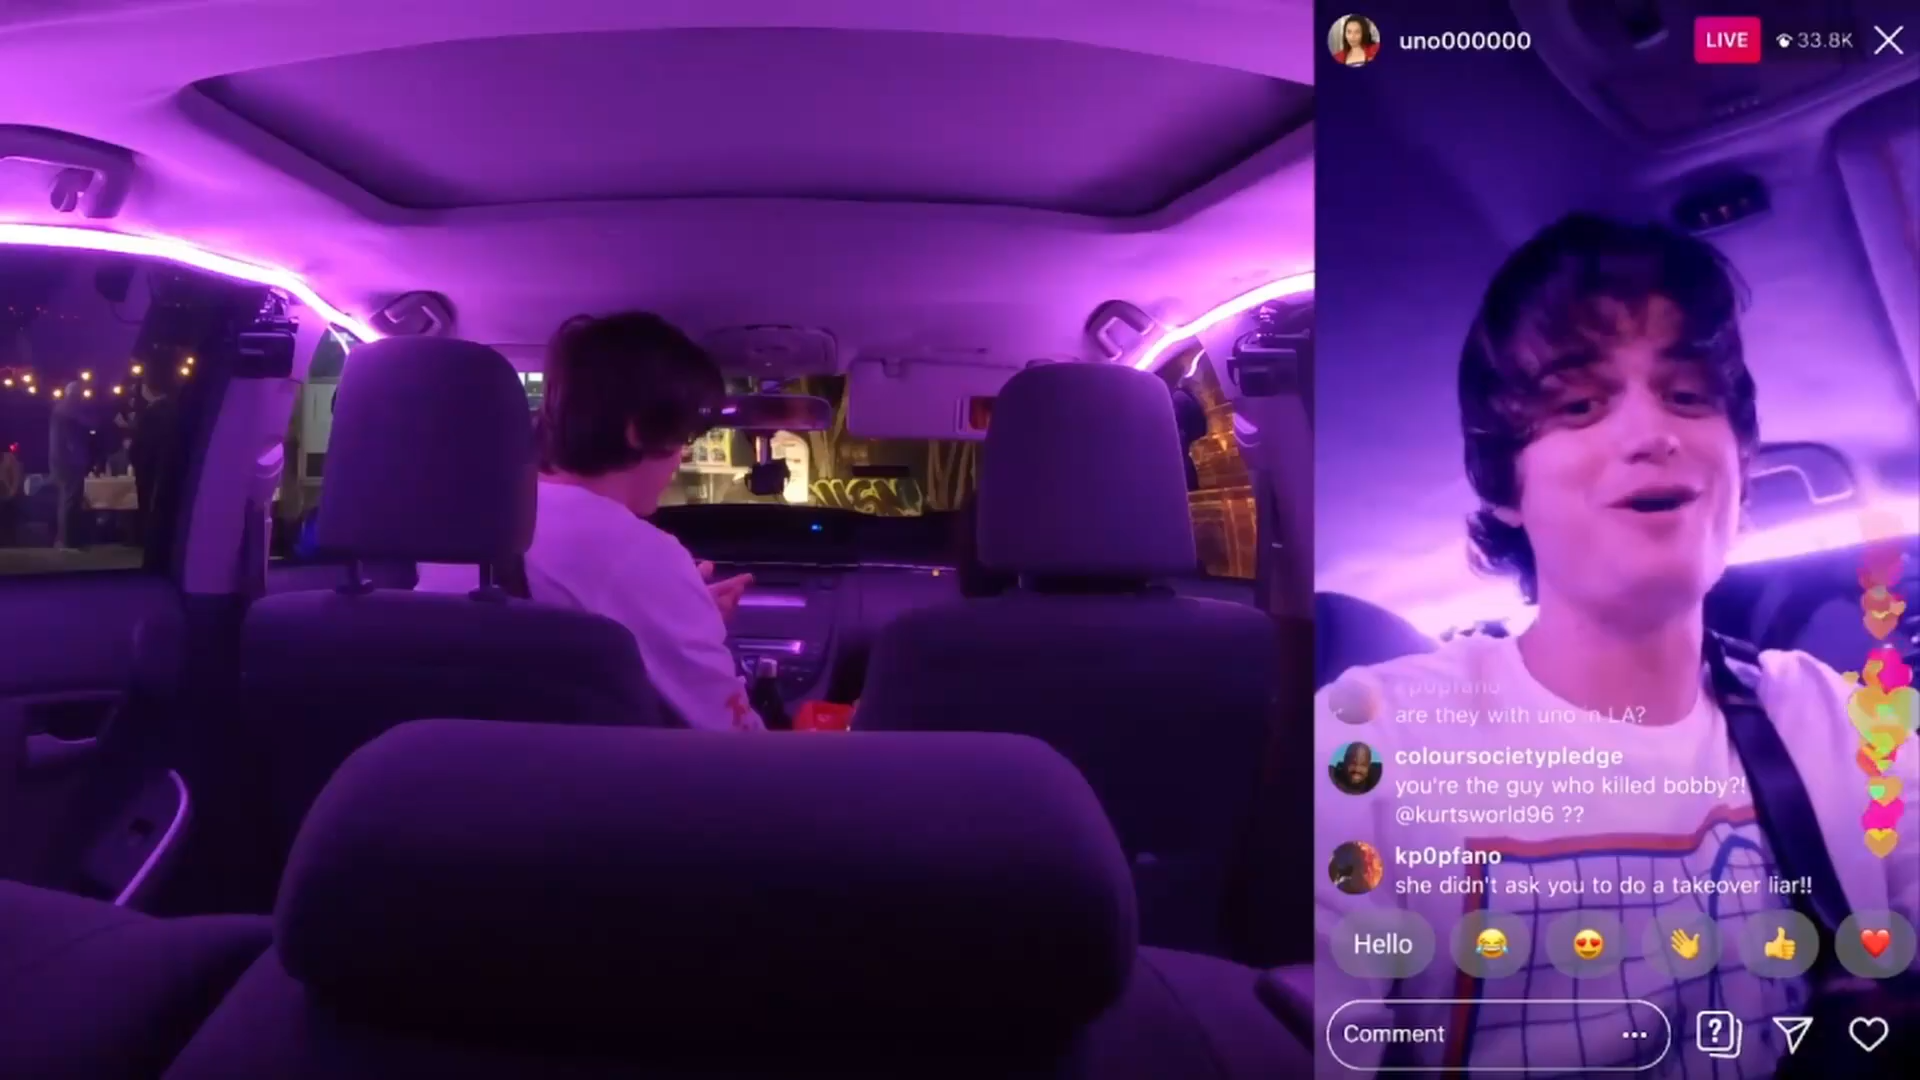 uno000000
LIVE
33.8K
kp0pfano
are they with uno in LA?
coloursocietypledge
you're the guy who killed bobby?!
@kurtsworld96 ??
kp0pfano
she didn't ask you to do a takeover liar!!
Hello
Comment